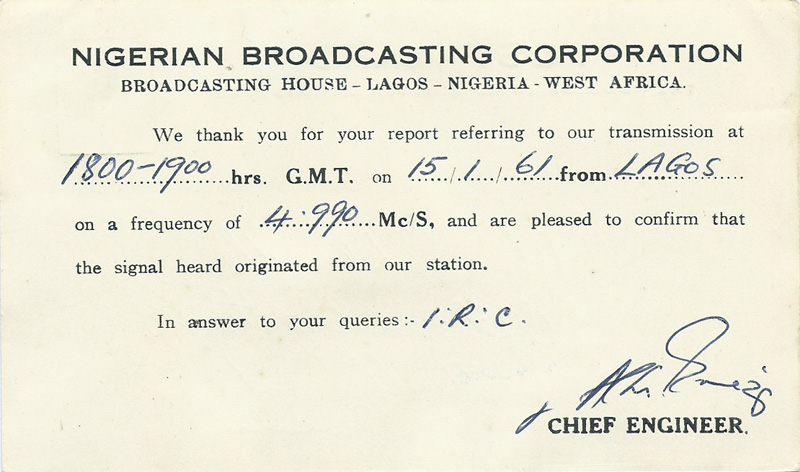 NIGERIAN BROADCASTING CORPORATION
BROADCASTING HOUSE – LAGOS – NIGERIA - WEST AFRICA.
We thank you for your report referring to our transmission at
1800-1900 hrs. G.M.T. on 15/1/61 from LAGOS
on a frequency of 4.990 Mc/S, and are pleased to confirm that
the signal heard originated from our station.
In answer to your queries:- I.R.C.
CHIEF ENGINEER.